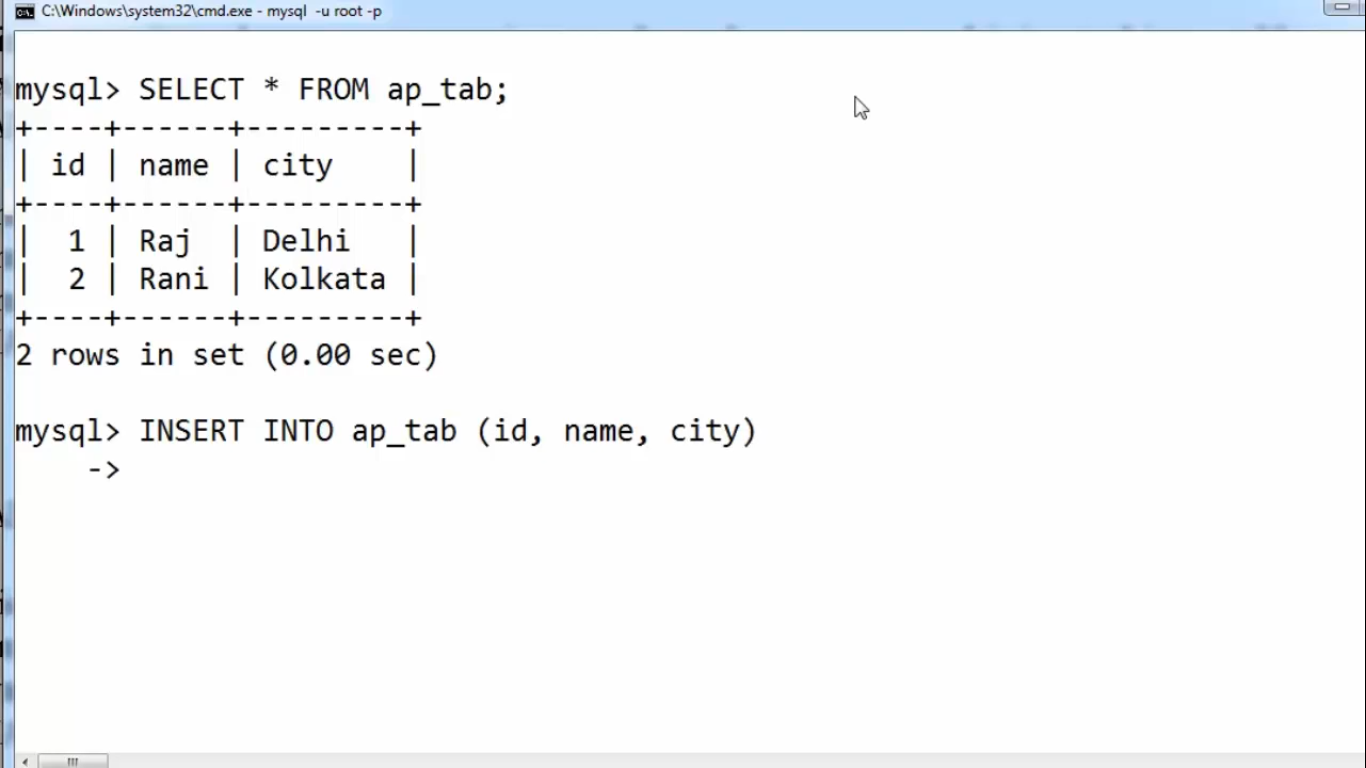 C:\Windows\system32\cmd.exe - mysql -u root -p
mysql> SELECT * FROM ap_tab;
+----+------+---------+
| id | name | city    |
+----+------+---------+
|  1 | Raj  | Delhi   |
|  2 | Rani | Kolkata |
+----+------+---------+
2 rows in set (0.00 sec)
mysql> INSERT INTO ap_tab (id, name, city)
    ->